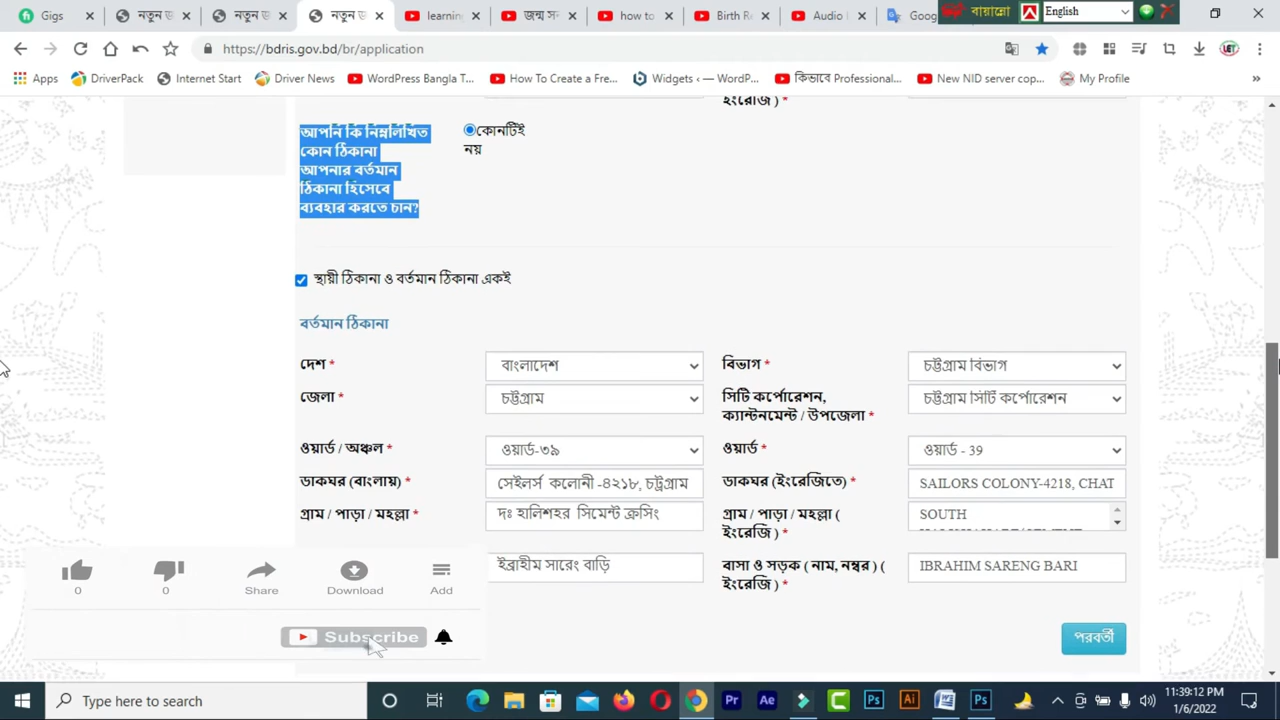 Gigs
নতুন জ
নতুন জ
নতুন জ
learning
জন্ম স
how to
Birth Re
Audio
Goog
বায়ান্নো
English
https://bdris.gov.bd/br/application
Apps
DriverPack
Internet Start
Driver News
WordPress Bangla T...
How To Create a Fre...
Widgets ‹ — WordP...
কিভাবে Professional...
New NID server cop...
My Profile
»
ইংরেজি ) *
আপনি কি নিম্নলিখিত
কোন ঠিকানা
আপনার বর্তমান
ঠিকানা হিসেবে
ব্যবহার করতে চান?
কোনটিই
নয়
স্থায়ী ঠিকানা ও বর্তমান ঠিকানা একই
বর্তমান ঠিকানা
দেশ *
বাংলাদেশ
বিভাগ *
চট্টগ্রাম বিভাগ
জেলা *
চট্টগ্রাম
সিটি কর্পোরেশন,
ক্যান্টনমেন্ট / উপজেলা *
চট্টগ্রাম সিটি কর্পোরেশন
ওয়ার্ড / অঞ্চল *
ওয়ার্ড-৩৯
ওয়ার্ড *
ওয়ার্ড - 39
ডাকঘর (বাংলায়) *
সেইলর্স কলোনী -৪২১৮, চট্রগ্রাম
ডাকঘর (ইংরেজিতে) *
SAILORS COLONY-4218, CHAT
গ্রাম / পাড়া / মহল্লা *
দঃ হালিশহর সিমেন্ট ক্রসিং
গ্রাম / পাড়া / মহল্লা (
ইংরেজি ) *
SOUTH
ইব্রাহীম সারেং বাড়ি
বাসা ও সড়ক ( নাম, নম্বর ) (
ইংরেজি ) *
IBRAHIM SARENG BARI
0
0
Share
Download
Add
Subscribe
পরবর্তী
Type here to search
11:39:12 PM
1/6/2022